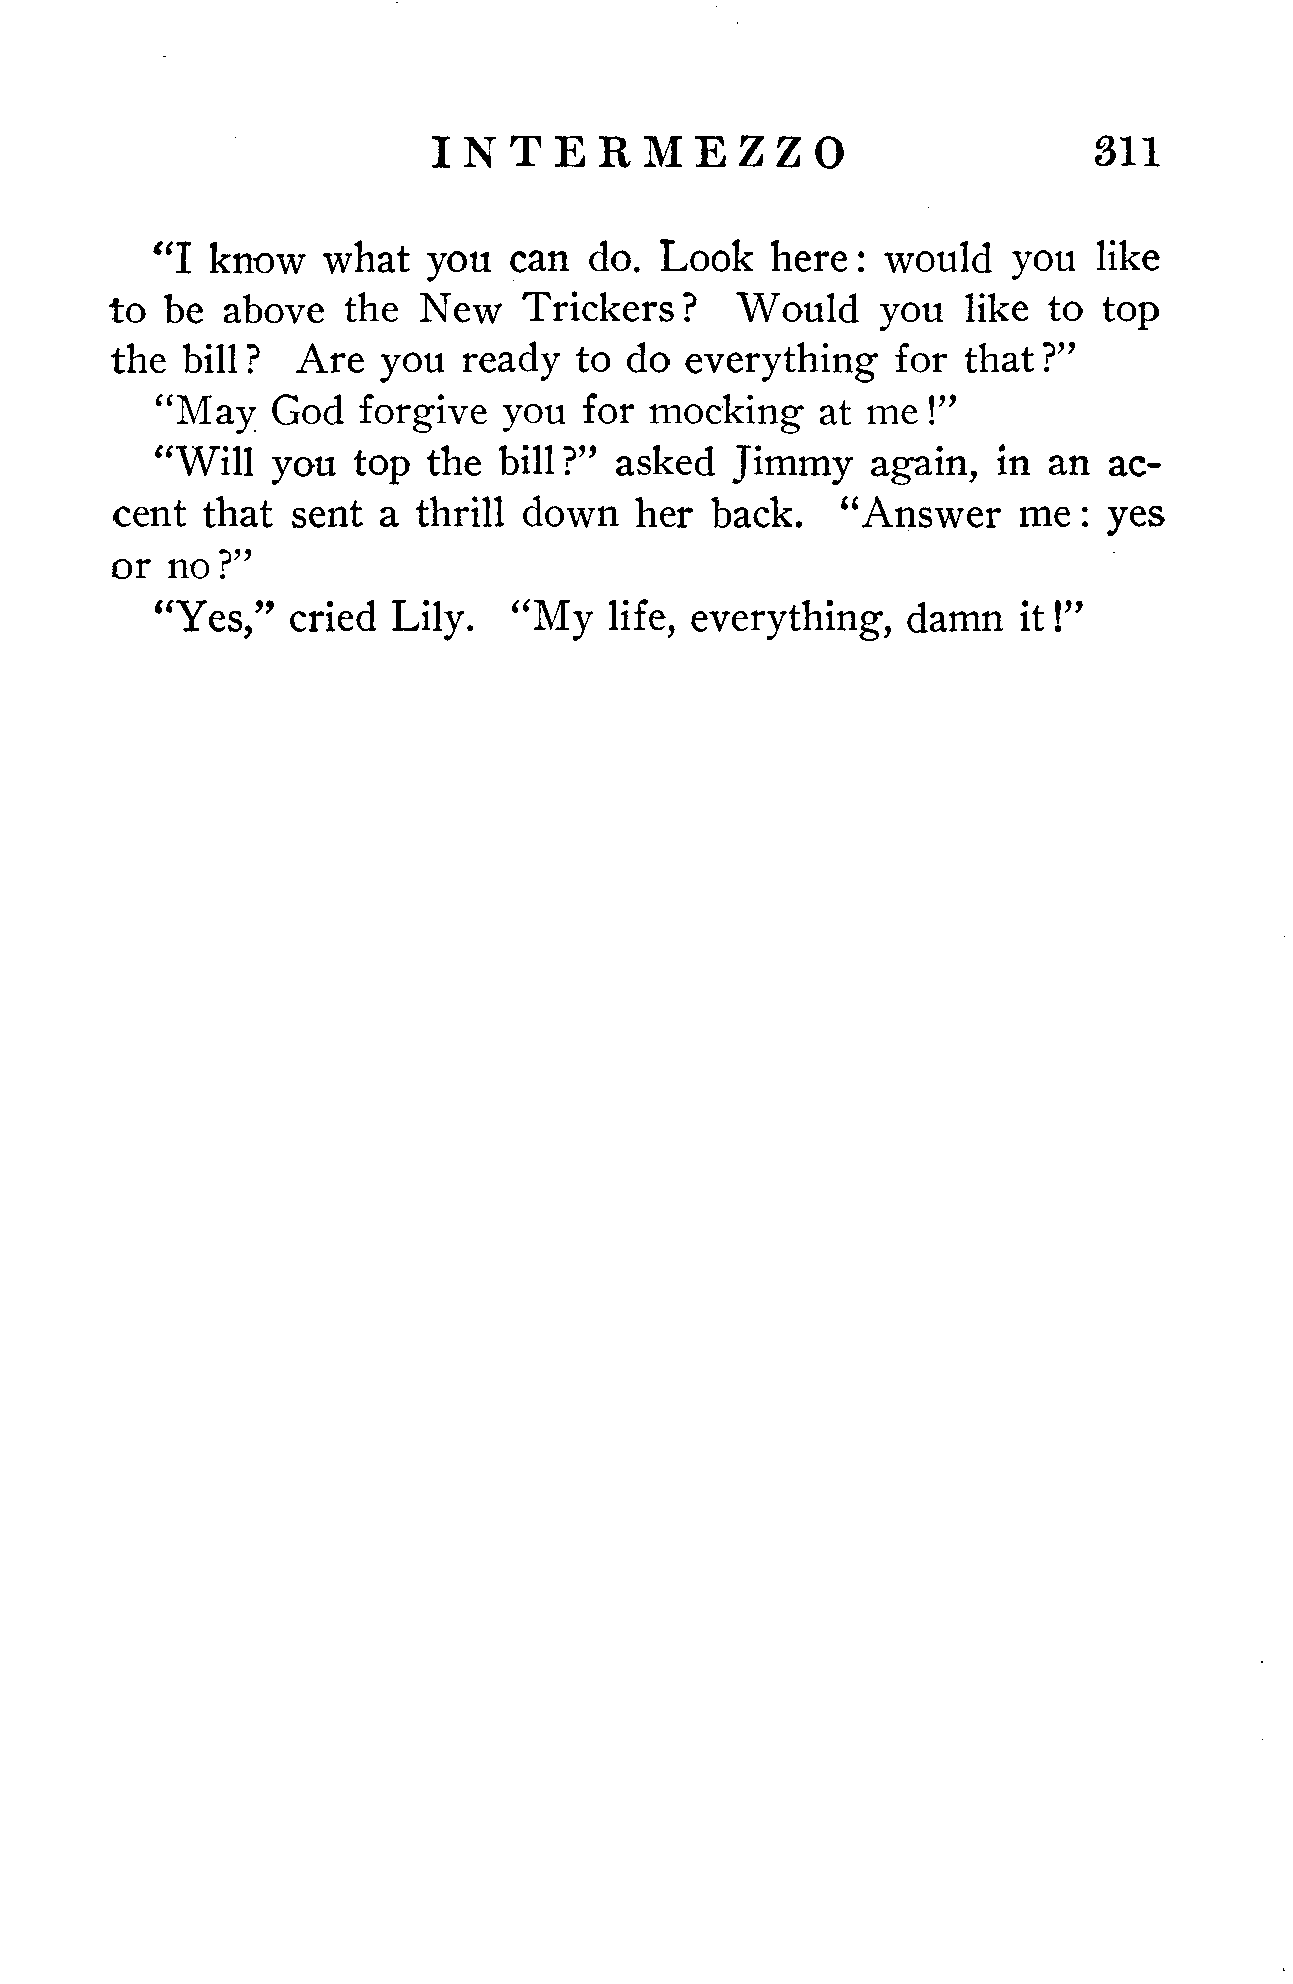 INTERMEZZO 311
“I know what you can do. Look here: would you like
to be above the New Trickers? Would you like to top
the bill? Are you ready to do everything for that?”
“May God forgive you for mocking at me!”
“Will you top the bill?” asked Jimmy again, in an ac-
cent that sent a thrill down her back. “Answer me: yes
or no?”
“Yes,” cried Lily. “My life, everything, damn it!”